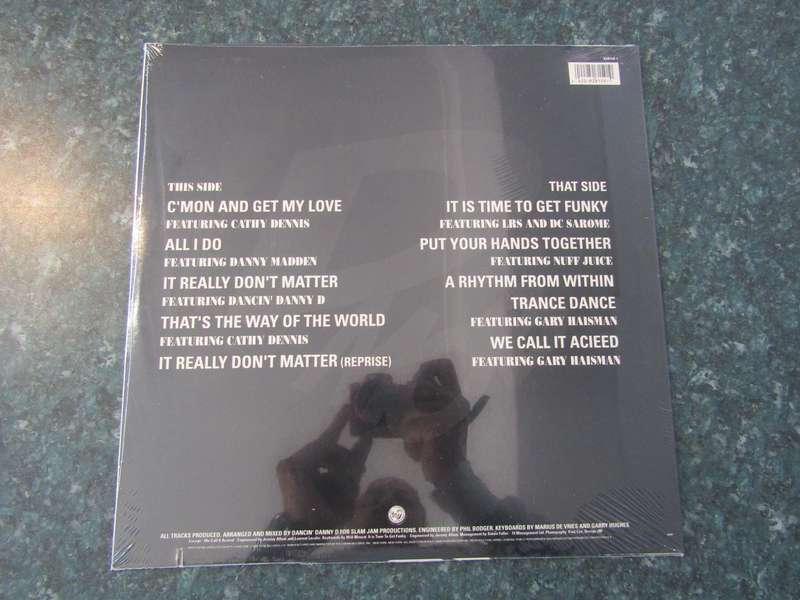 THIS SIDE
C'MON AND GET MY LOVE
FEATURING CATHY DENNIS
ALL I DO
FEATURING DANNY MADDEN
IT REALLY DON'T MATTER
FEATURING DANCIN' DANNY D
THAT'S THE WAY OF THE WORLD
FEATURING CATHY DENNIS
IT REALLY DON'T MATTER (REPRISE)
THAT SIDE
IT IS TIME TO GET FUNKY
FEATURING LRS AND DC SAROME
PUT YOUR HANDS TOGETHER
FEATURING NUFF JUICE
A RHYTHM FROM WITHIN
TRANCE DANCE
FEATURING GARY HAISMAN
WE CALL IT ACIEED
FEATURING GARY HAISMAN
ALL TRACKS PRODUCED, ARRANGED AND MIXED BY DANCIN' DANNY D FOR SLAM JAM PRODUCTIONS. ENGINEERED BY PHIL BODGER. KEYBOARDS BY MARIUS DE VRIES AND GARRY HUGHES